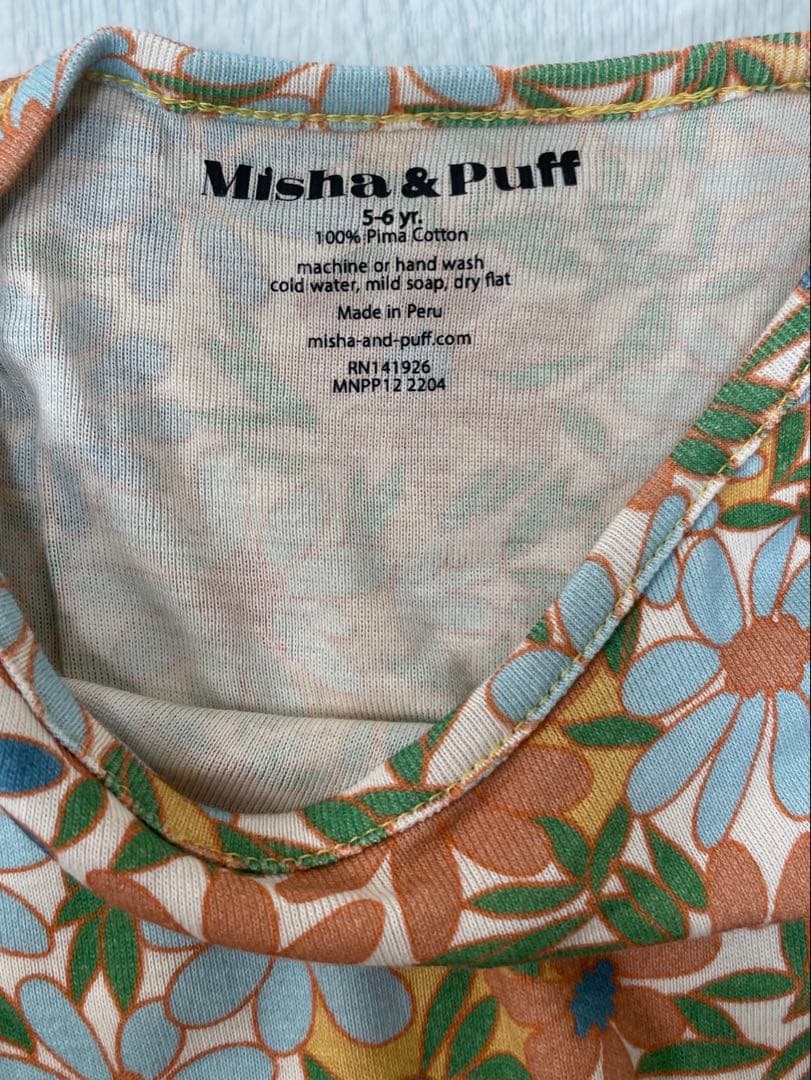 Misha & Puff
5-6 yr.
100% Pima Cotton
machine or hand wash
cold water, mild soap, dry flat
Made in Peru
misha-and-puff.com
RN141926
MNPP12 2204